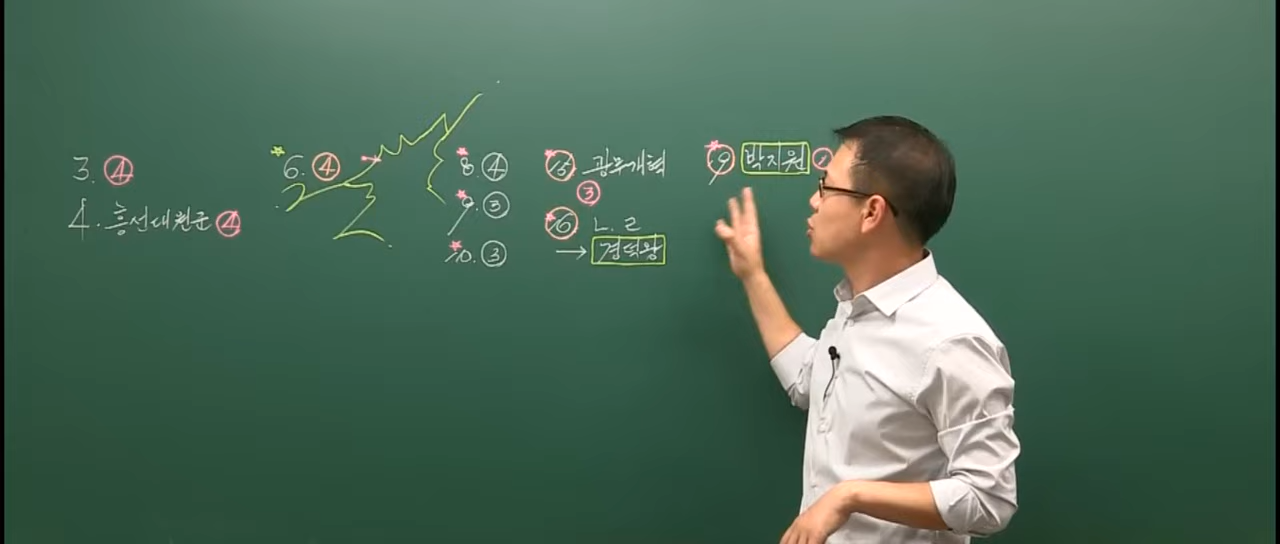 3. ④
4. 흥선대원군 ④
6. ④
8. ④
9. ③
10. ③
15 광무개혁
③
16 ㄴ. ㄹ
→ 경석왕
19 박지원